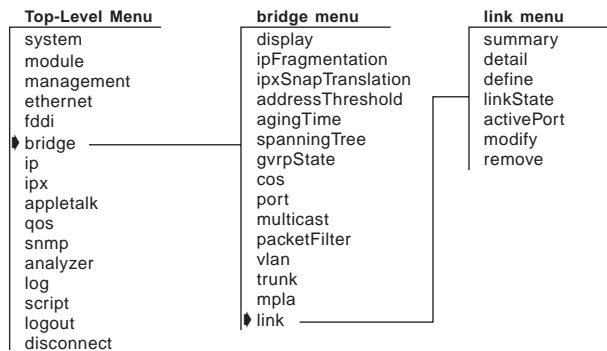 Top-Level Menu
system
module
management
ethernet
fddi
bridge
ip
ipx
appletalk
qos
snmp
analyzer
log
script
logout
disconnect
bridge menu
display
ipFragmentation
ipxSnapTranslation
addressThreshold
agingTime
spanningTree
gvrpState
cos
port
multicast
packetFilter
vlan
trunk
mpla
link
link menu
summary
detail
define
linkState
activePort
modify
remove